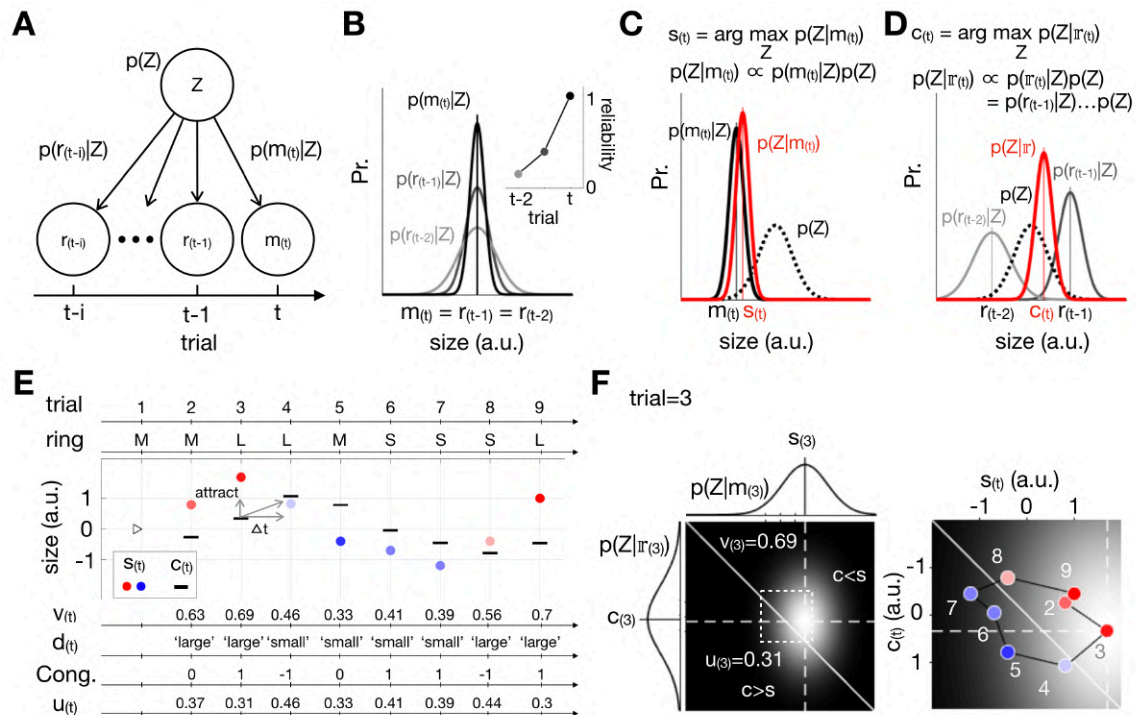 A
p(Z)
Z
p(r(t-i)|Z)
p(m(t)|Z)
r(t-i)
r(t-1)
m(t)
t-i
t-1
t
trial
B
p(m(t)|Z)
p(r(t-1)|Z)
p(r(t-2)|Z)
Pr.
1
0
reliability
t-2
t
trial
m(t) = r(t-1) = r(t-2)
size (a.u.)
C
s(t) = arg max p(Z|m(t))
Z
p(Z|m(t)) ∝ p(m(t)|Z)p(Z)
p(m(t)|Z)
p(Z|m(t))
p(Z)
Pr.
m(t) s(t)
size (a.u.)
D
c(t) = arg max p(Z|𝕣(t))
Z
p(Z|𝕣(t)) ∝ p(𝕣(t)|Z)p(Z)
= p(r(t-1)|Z)...p(Z)
p(Z|𝕣)
p(r(t-1)|Z)
p(Z)
p(r(t-2)|Z)
Pr.
r(t-2) c(t) r(t-1)
size (a.u.)
E
trial 1 2 3 4 5 6 7 8 9
ring M M L L M S S S L
size (a.u.)
1
0
-1
attract
Δt
s(t) c(t)
v(t) 0.63 0.69 0.46 0.33 0.41 0.39 0.56 0.7
d(t) 'large' 'large' 'small' 'small' 'small' 'small' 'large' 'large'
Cong. 0 1 -1 0 1 1 -1 1
u(t) 0.37 0.31 0.46 0.33 0.41 0.39 0.44 0.3
F
trial=3
s(3)
p(Z|m(3))
p(Z|𝕣(3))
c(3)
v(3)=0.69
c<s
u(3)=0.31
c>s
s(t) (a.u.)
-1 0 1
c(t) (a.u.)
-1
0
1
8
9
7
2
6
3
5
4